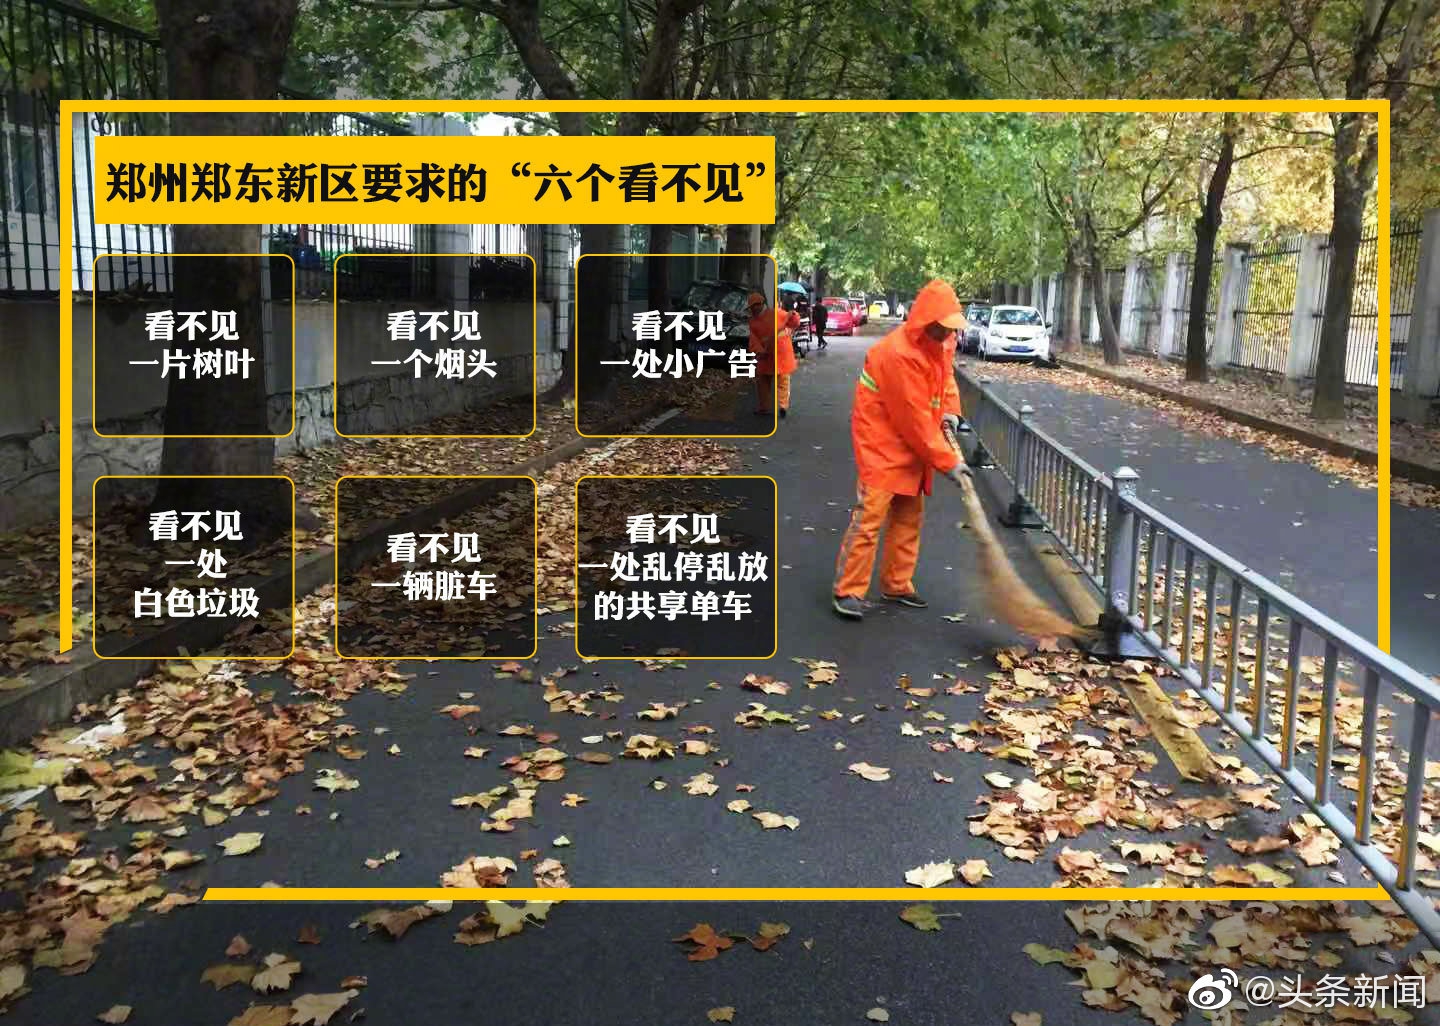 郑州郑东新区要求的“六个看不见”
看不见
一片树叶
看不见
一个烟头
看不见
一处小广告
看不见
一处
白色垃圾
看不见
一辆脏车
看不见
一处乱停乱放
的共享单车
@头条新闻